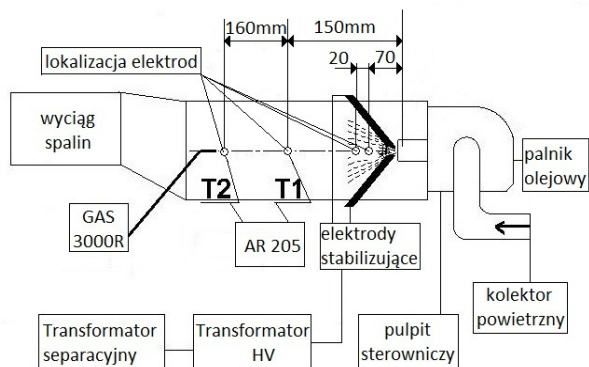 160mm
150mm
20
70
lokalizacja elektrod
wyciąg
spalin
T2
T1
palnik
olejowy
GAS
3000R
AR 205
elektrody
stabilizujące
kolektor
powietrzny
Transformator
separacyjny
Transformator
HV
pulpit
sterowniczy